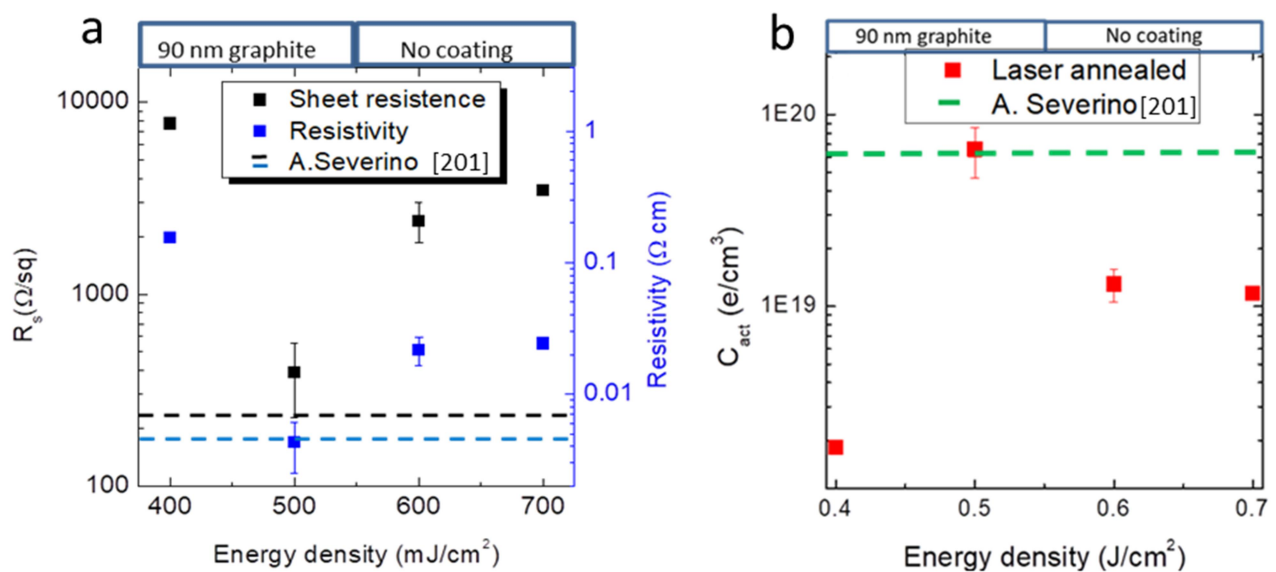 a
90 nm graphite
No coating
Sheet resistence
Resistivity
A.Severino [201]
10000
1000
100
R_s(Ω/sq)
1
0.1
0.01
Resistivity (Ω cm)
400 500 600 700
Energy density (mJ/cm²)
b
90 nm graphite
No coating
Laser annealed
A. Severino[201]
1E20
1E19
C_act (e/cm³)
0.4 0.5 0.6 0.7
Energy density (J/cm²)